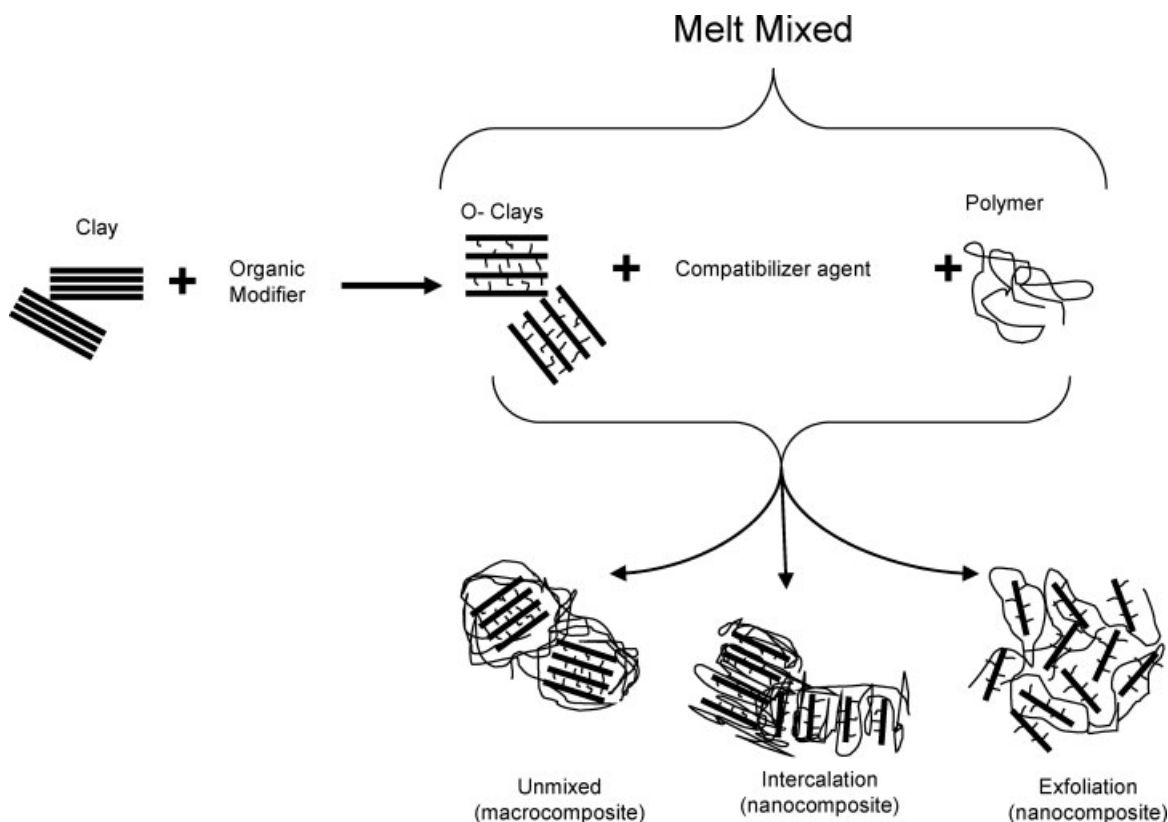 Melt Mixed
Clay
+
Organic
Modifier
O- Clays
+
Compatibilizer agent
+
Polymer
Unmixed
(macrocomposite)
Intercalation
(nanocomposite)
Exfoliation
(nanocomposite)